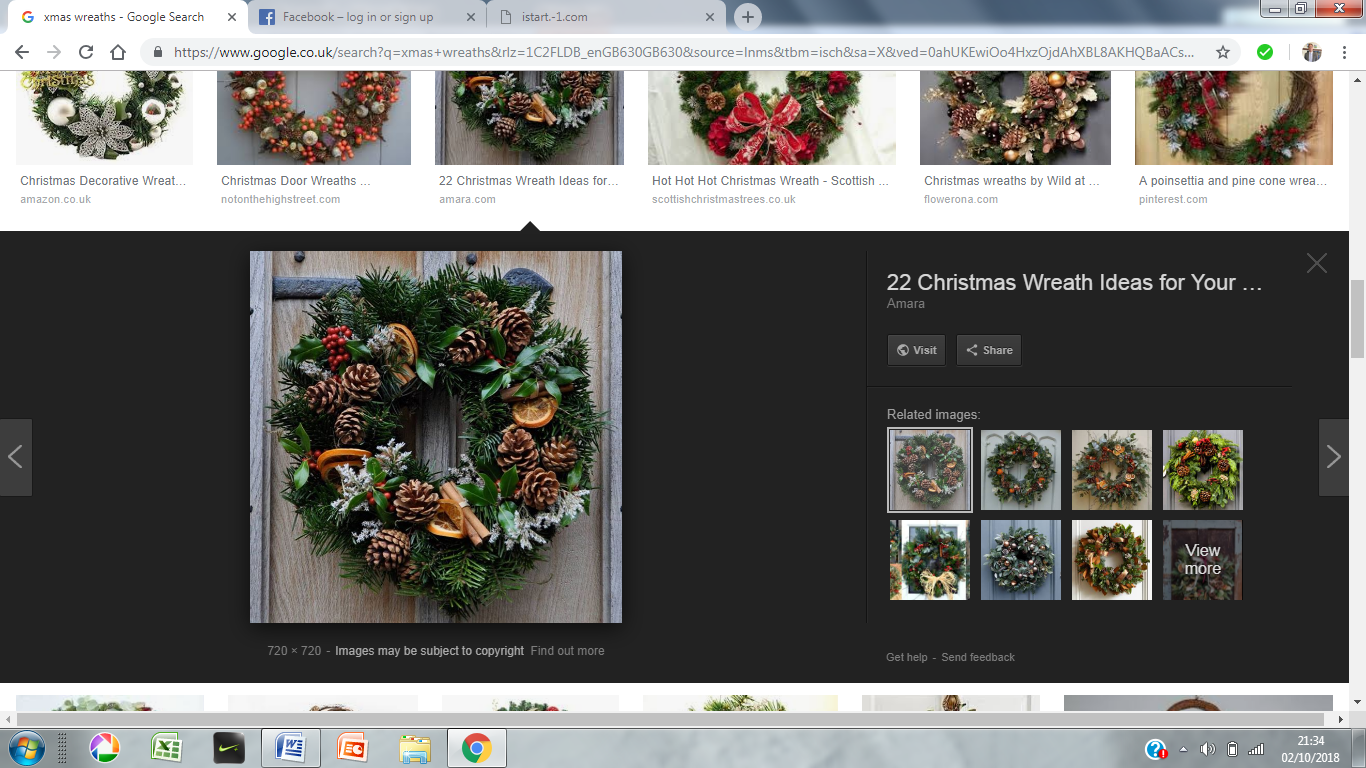 xmas wreaths - Google Search
Facebook – log in or sign up
istart.-1.com
https://www.google.co.uk/search?q=xmas+wreaths&rlz=1C2FLDB_enGB630GB630&source=lnms&tbm=isch&sa=X&ved=0ahUKEwiOo4HxzOjdAhXBL8AKHQBaACs...
Christmas
Christmas Decorative Wreat...
amazon.co.uk
Christmas Door Wreaths ...
notonthehighstreet.com
22 Christmas Wreath Ideas for...
amara.com
Hot Hot Hot Christmas Wreath - Scottish ...
scottishchristmastrees.co.uk
Christmas wreaths by Wild at ...
flowerona.com
A poinsettia and pine cone wrea...
pinterest.com
22 Christmas Wreath Ideas for Your ...
Amara
Visit
Share
Related images:
View more
720 × 720 - Images may be subject to copyright Find out more
Get help - Send feedback
21:34
02/10/2018